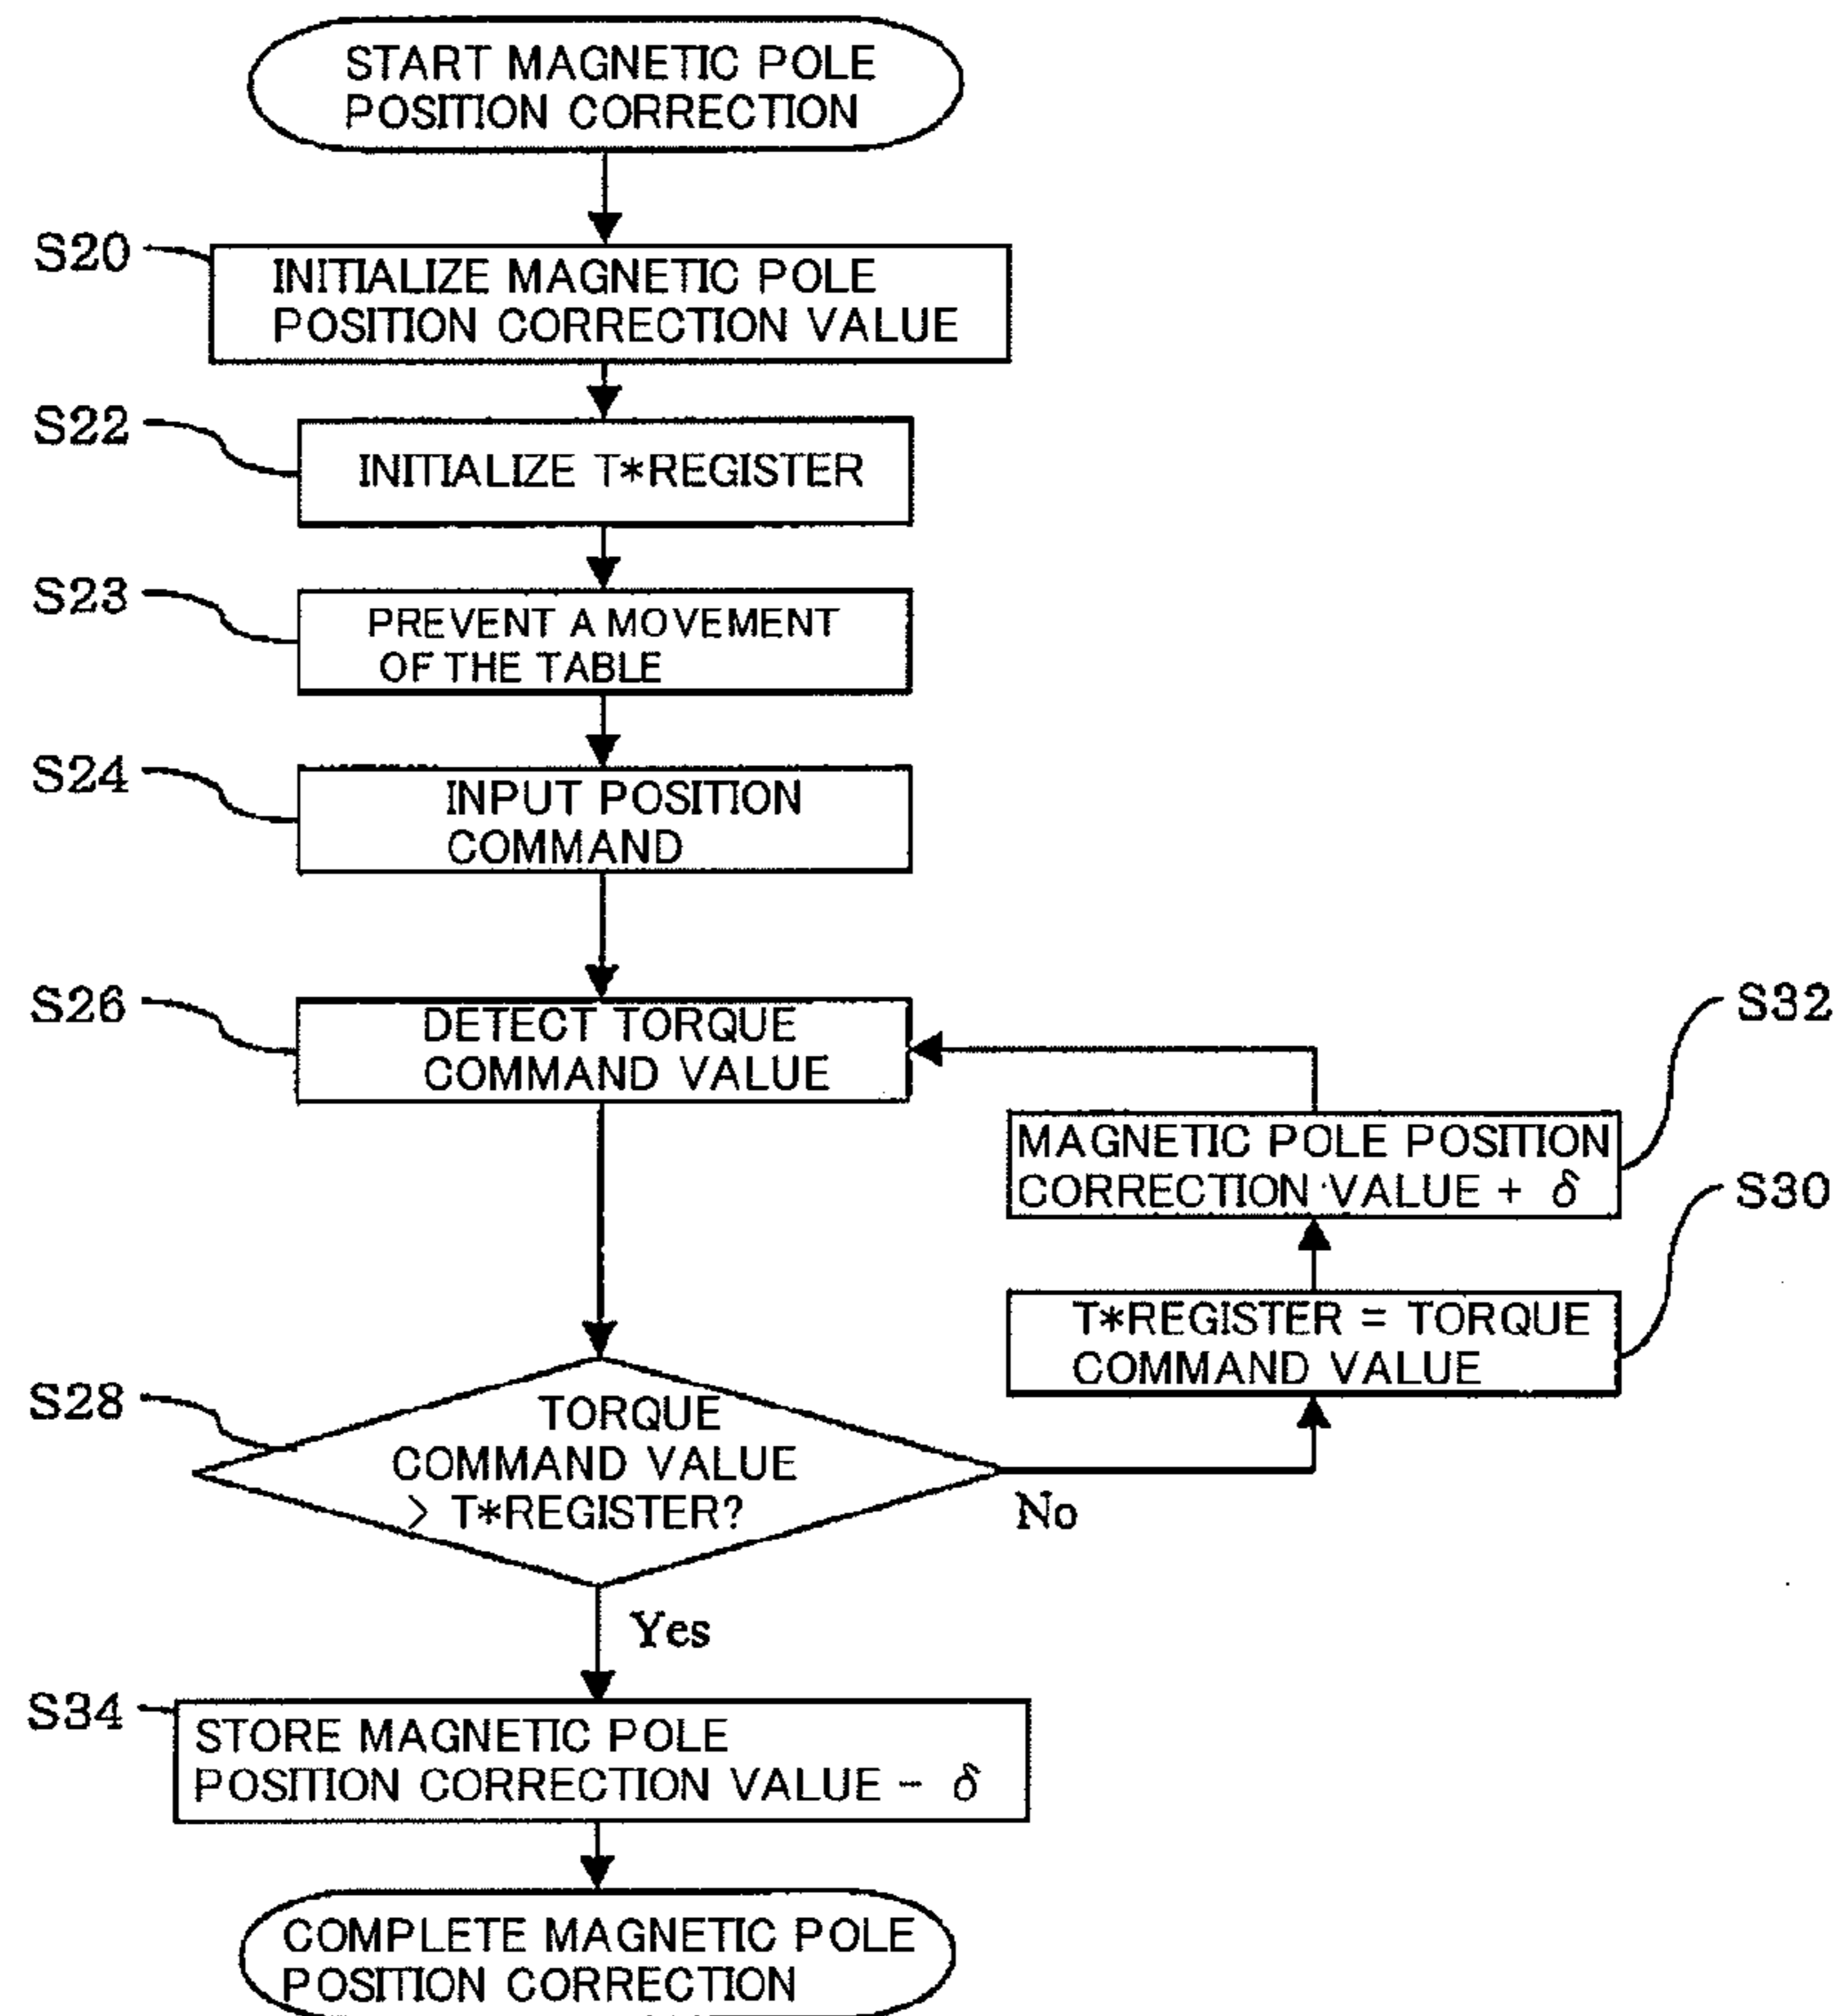 START MAGNETIC POLE
POSITION CORRECTION
S20
INITIALIZE MAGNETIC POLE
POSITION CORRECTION VALUE
S22
INITIALIZE T*REGISTER
S23
PREVENT A MOVEMENT
OF THE TABLE
S24
INPUT POSITION
COMMAND
S26
DETECT TORQUE
COMMAND VALUE
S32
MAGNETIC POLE POSITION
CORRECTION VALUE + δ
S30
T*REGISTER = TORQUE
COMMAND VALUE
S28
TORQUE
COMMAND VALUE
> T*REGISTER?
No
Yes
S34
STORE MAGNETIC POLE
POSITION CORRECTION VALUE - δ
COMPLETE MAGNETIC POLE
POSITION CORRECTION